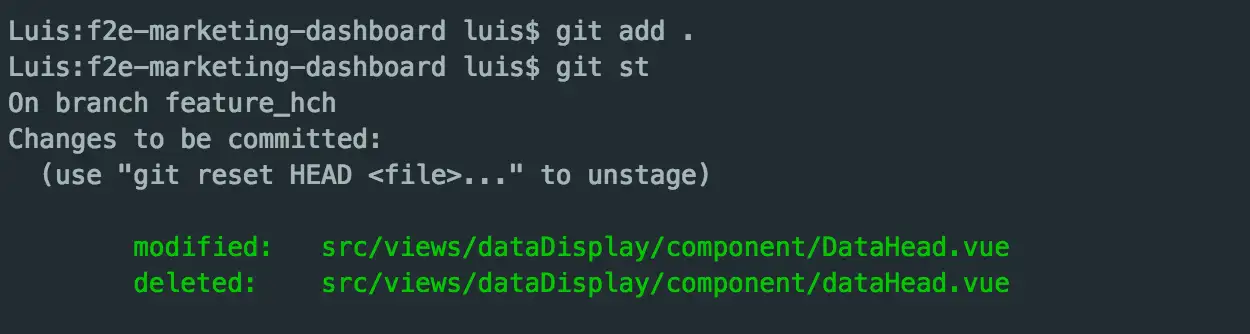 Luis:f2e-marketing-dashboard luis$ git add .
Luis:f2e-marketing-dashboard luis$ git st
On branch feature_hch
Changes to be committed:
  (use "git reset HEAD <file>..." to unstage)
        modified:   src/views/dataDisplay/component/DataHead.vue
        deleted:    src/views/dataDisplay/component/dataHead.vue